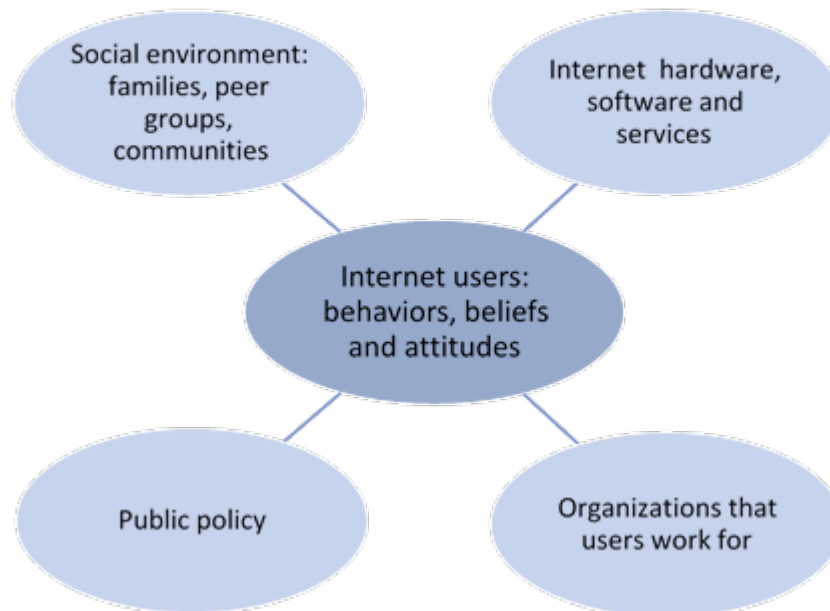 Social environment:
families, peer
groups,
communities
Internet hardware,
software and
services
Internet users:
behaviors, beliefs
and attitudes
Public policy
Organizations that
users work for